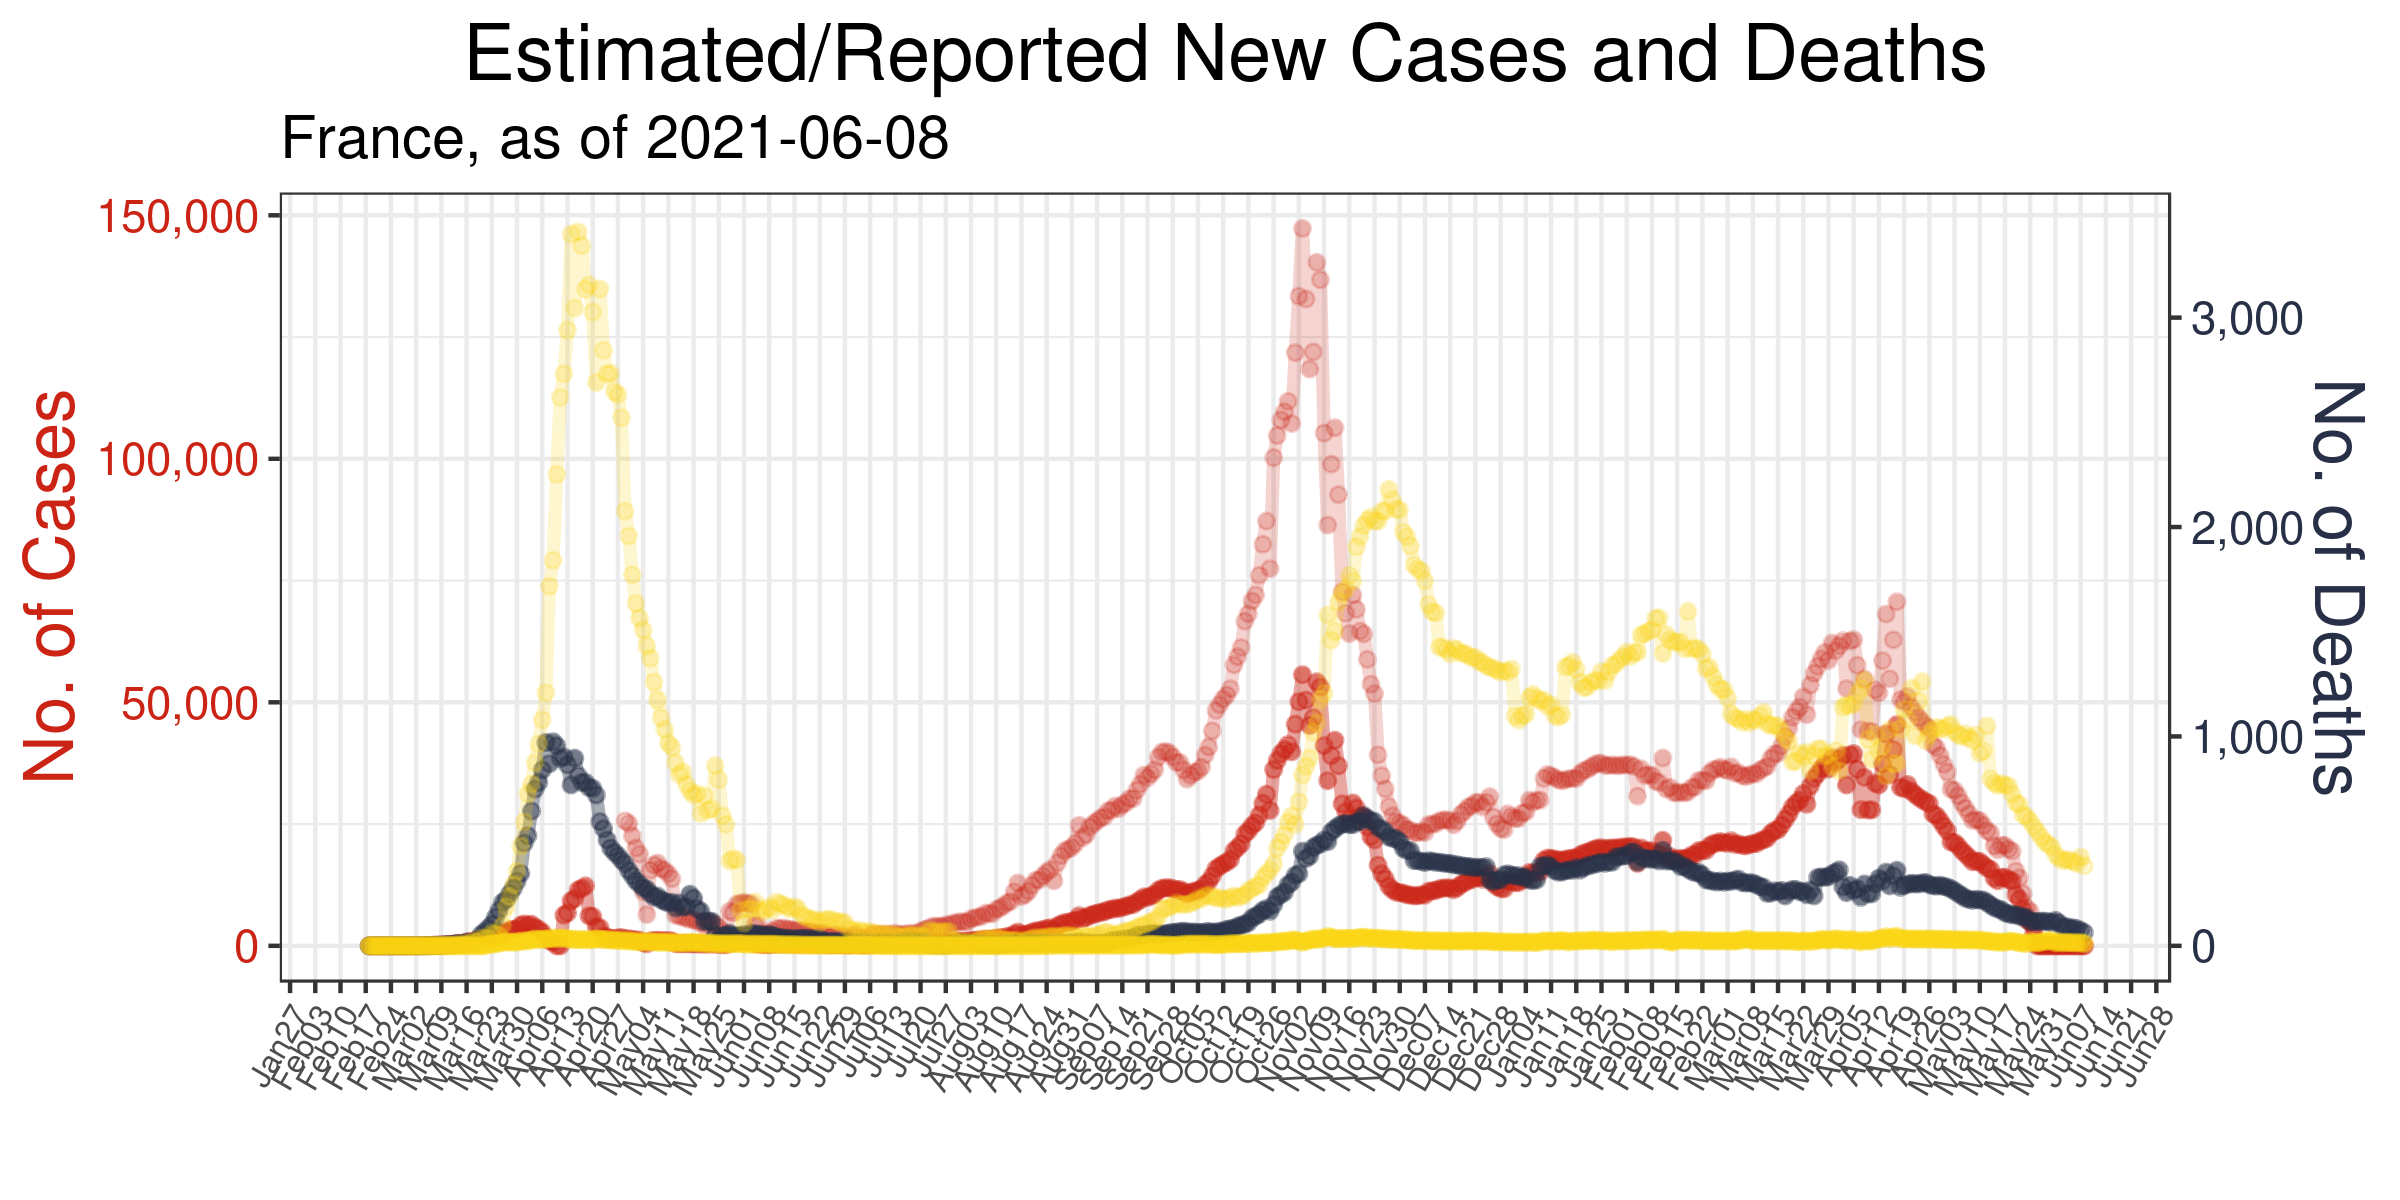 Estimated/Reported New Cases and Deaths
France, as of 2021-06-08
No. of Cases
150,000
100,000
50,000
0
3,000
2,000
1,000
0
No. of Deaths
Jan27
Feb03
Feb10
Feb17
Feb24
Mar02
Mar09
Mar16
Mar23
Mar30
Apr06
Apr13
Apr20
Apr27
May04
May11
May18
May25
Jun01
Jun08
Jun15
Jun22
Jun29
Jul06
Jul13
Jul20
Jul27
Aug03
Aug10
Aug17
Aug24
Aug31
Sep07
Sep14
Sep21
Sep28
Oct05
Oct12
Oct19
Oct26
Nov02
Nov09
Nov16
Nov23
Nov30
Dec07
Dec14
Dec21
Dec28
Jan04
Jan11
Jan18
Jan25
Feb01
Feb08
Feb15
Feb22
Mar01
Mar08
Mar15
Mar22
Mar29
Apr05
Apr12
Apr19
Apr26
May03
May10
May17
May24
May31
Jun07
Jun14
Jun21
Jun28